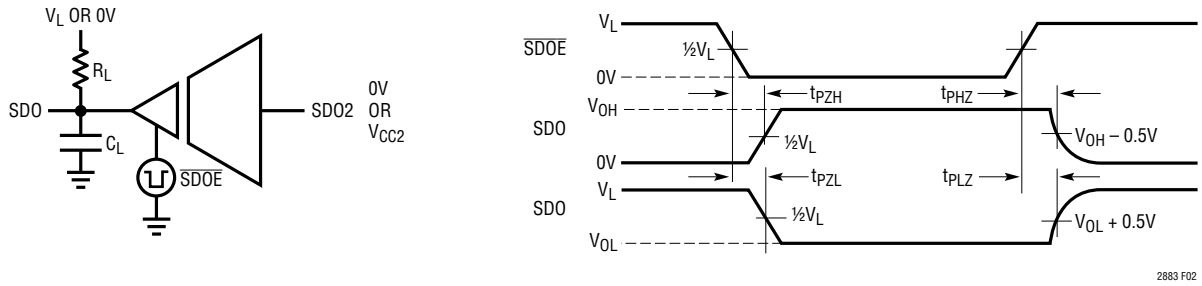 V_L OR 0V
R_L
SDO
C_L
SDOE
SDO2
0V
OR
V_CC2
V_L
SDOE
½V_L
0V
t_PZH
t_PHZ
V_OH
SDO
½V_L
V_OH – 0.5V
0V
t_PZL
t_PLZ
V_L
SDO
½V_L
V_OL + 0.5V
V_OL
2883 F02